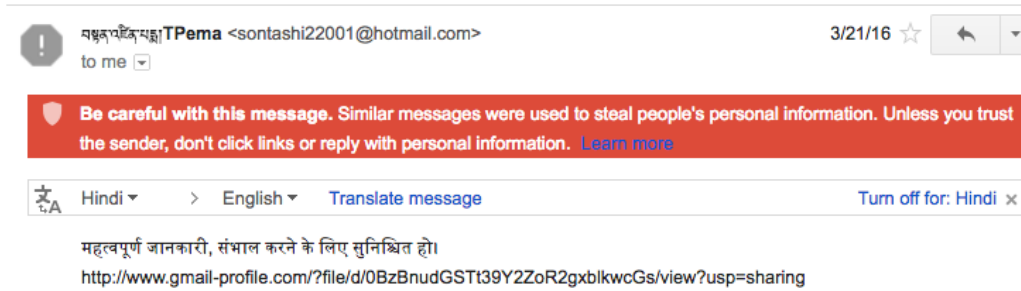 བསྟན་འཛིན་པདྨ།TPema <sontashi22001@hotmail.com>
3/21/16
to me
Be careful with this message. Similar messages were used to steal people's personal information. Unless you trust
the sender, don't click links or reply with personal information. Learn more
Hindi > English Translate message Turn off for: Hindi ×
महत्वपूर्ण जानकारी, संभाल करने के लिए सुनिश्चित हो।
http://www.gmail-profile.com/?file/d/0BzBnudGSTt39Y2ZoR2gxblkwcGs/view?usp=sharing